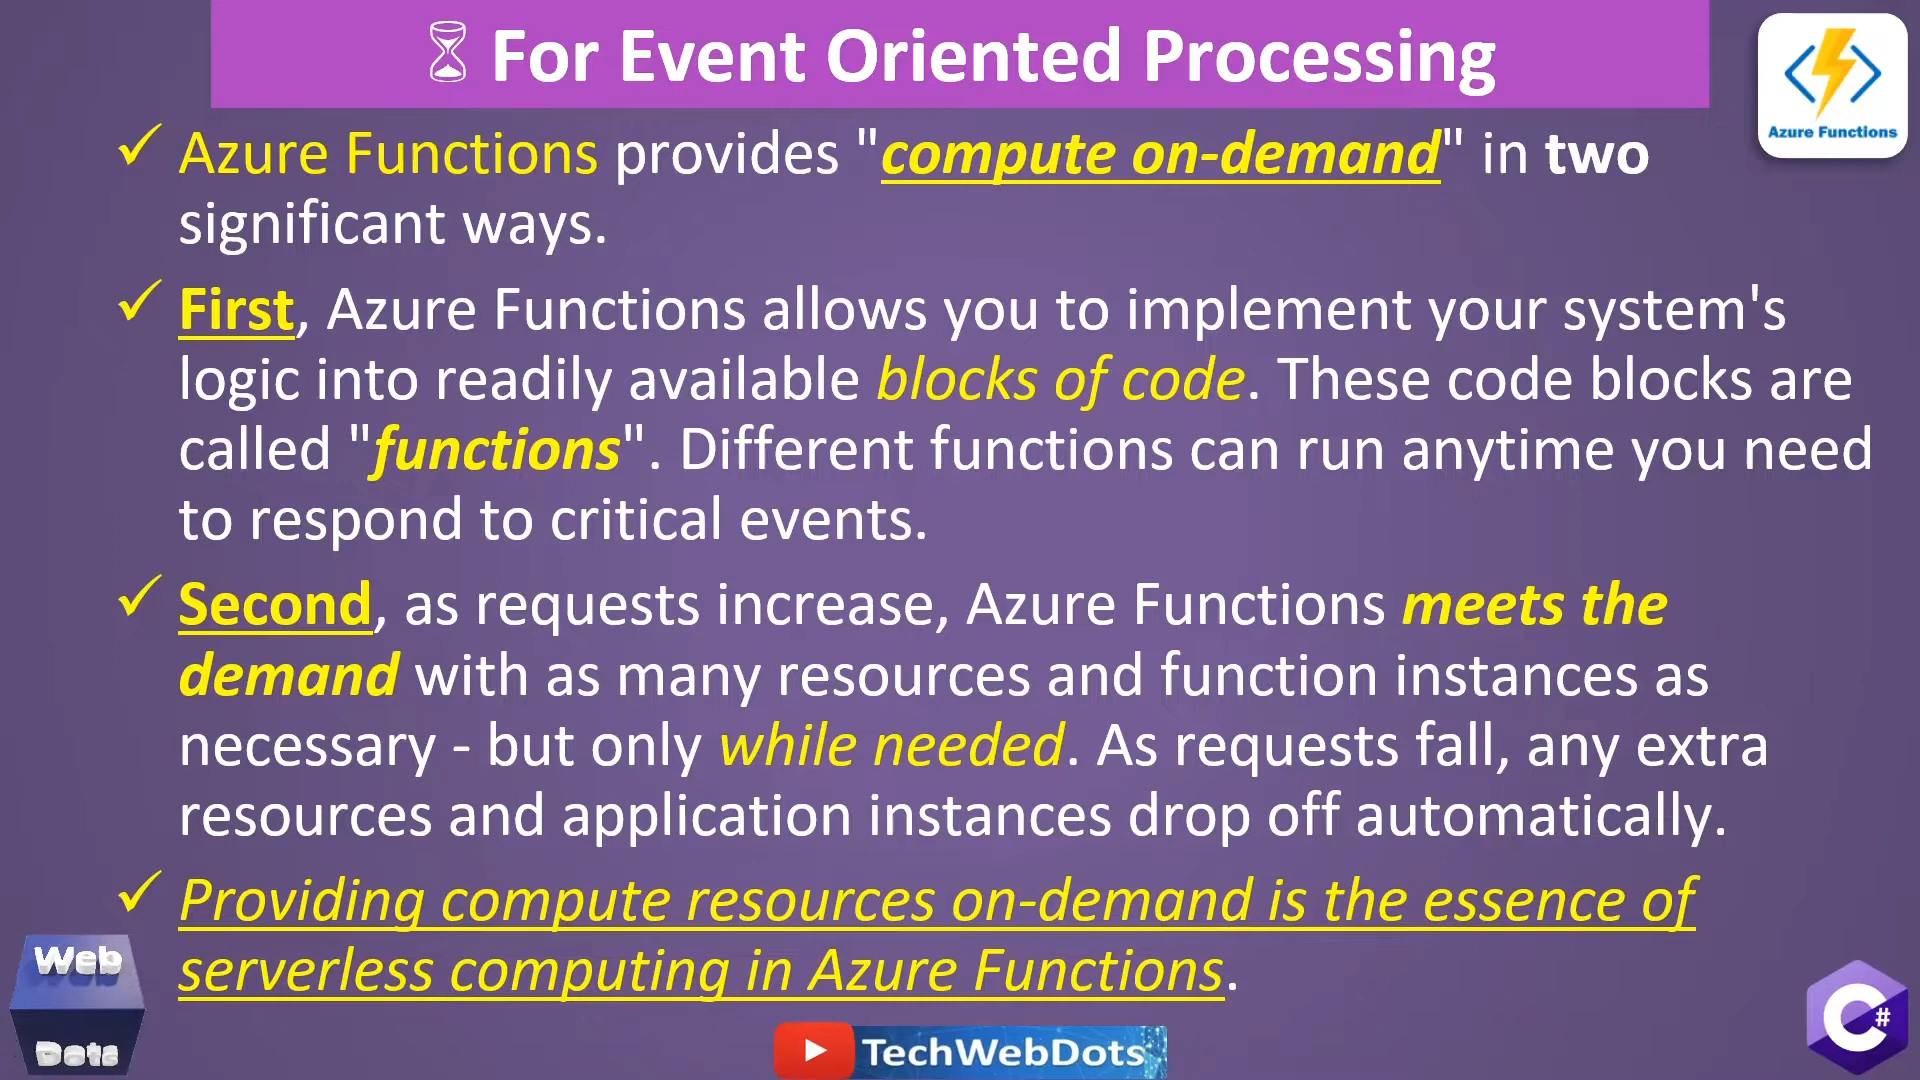 ⏳ For Event Oriented Processing
Azure Functions
✓ Azure Functions provides "compute on-demand" in two
significant ways.
✓ First, Azure Functions allows you to implement your system's
logic into readily available blocks of code. These code blocks are
called "functions". Different functions can run anytime you need
to respond to critical events.
✓ Second, as requests increase, Azure Functions meets the
demand with as many resources and function instances as
necessary - but only while needed. As requests fall, any extra
resources and application instances drop off automatically.
✓ Providing compute resources on-demand is the essence of
serverless computing in Azure Functions.
Web
Dots
TechWebDots
C#